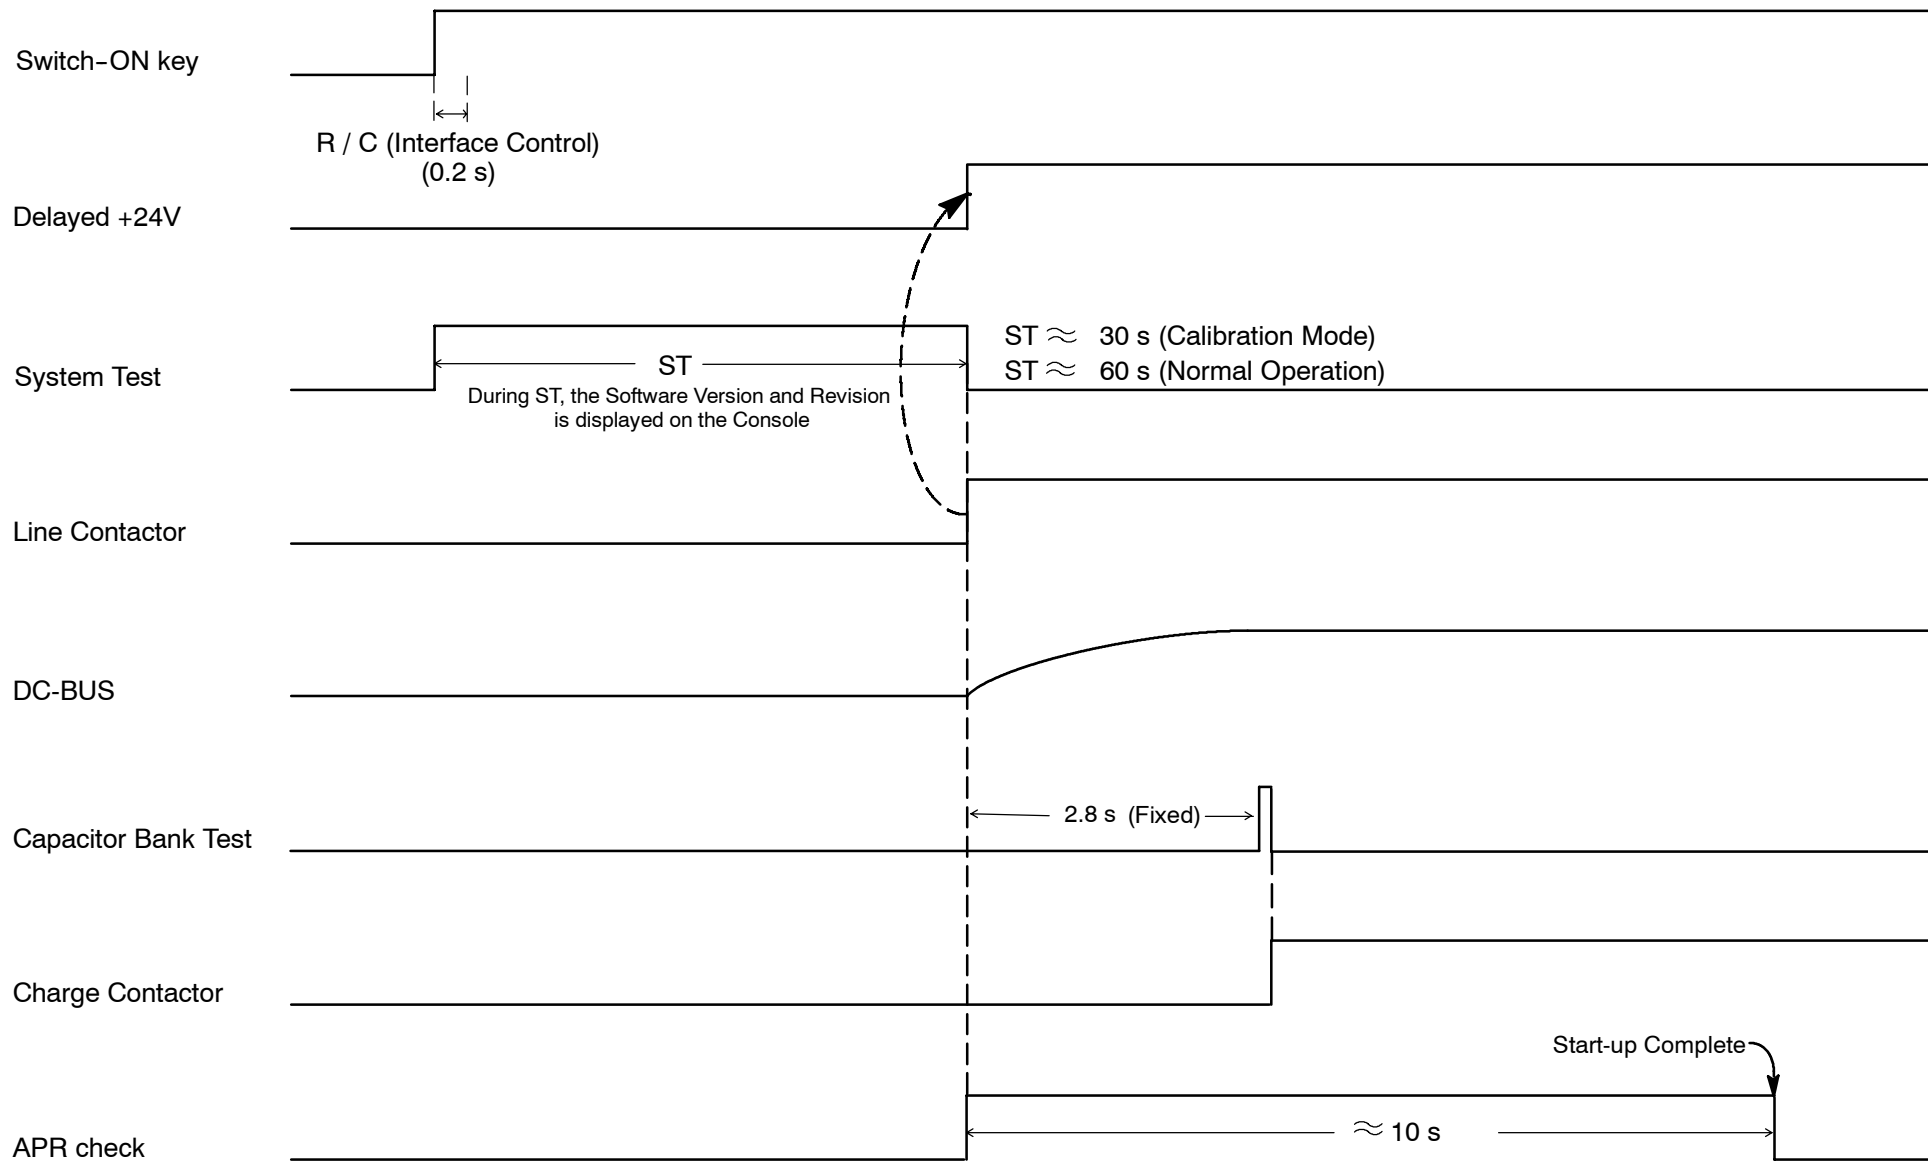 Switch-ON key
R / C (Interface Control)
(0.2 s)
Delayed +24V
System Test
ST
During ST, the Software Version and Revision
is displayed on the Console
ST ≈ 30 s (Calibration Mode)
ST ≈ 60 s (Normal Operation)
Line Contactor
DC-BUS
Capacitor Bank Test
2.8 s (Fixed)
Charge Contactor
Start-up Complete
APR check
≈ 10 s